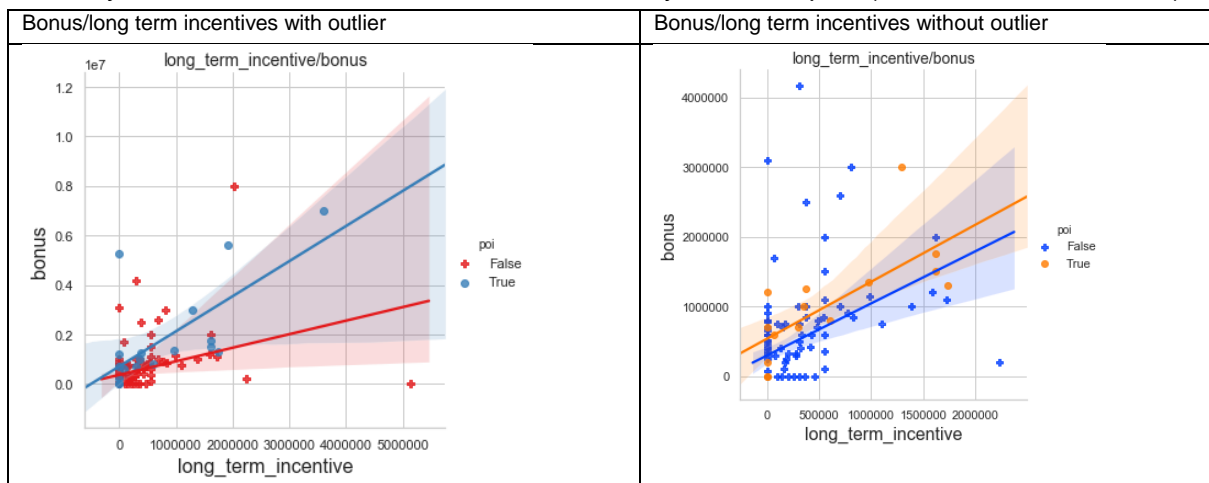 Bonus/long term incentives with outlier
Bonus/long term incentives without outlier
long_term_incentive/bonus
1e7
1.2
1.0
0.8
0.6
0.4
0.2
0.0
bonus
0 1000000 2000000 3000000 4000000 5000000
long_term_incentive
poi
False
True
long_term_incentive/bonus
4000000
3000000
2000000
1000000
0
bonus
0 500000 1000000 1500000 2000000
long_term_incentive
poi
False
True